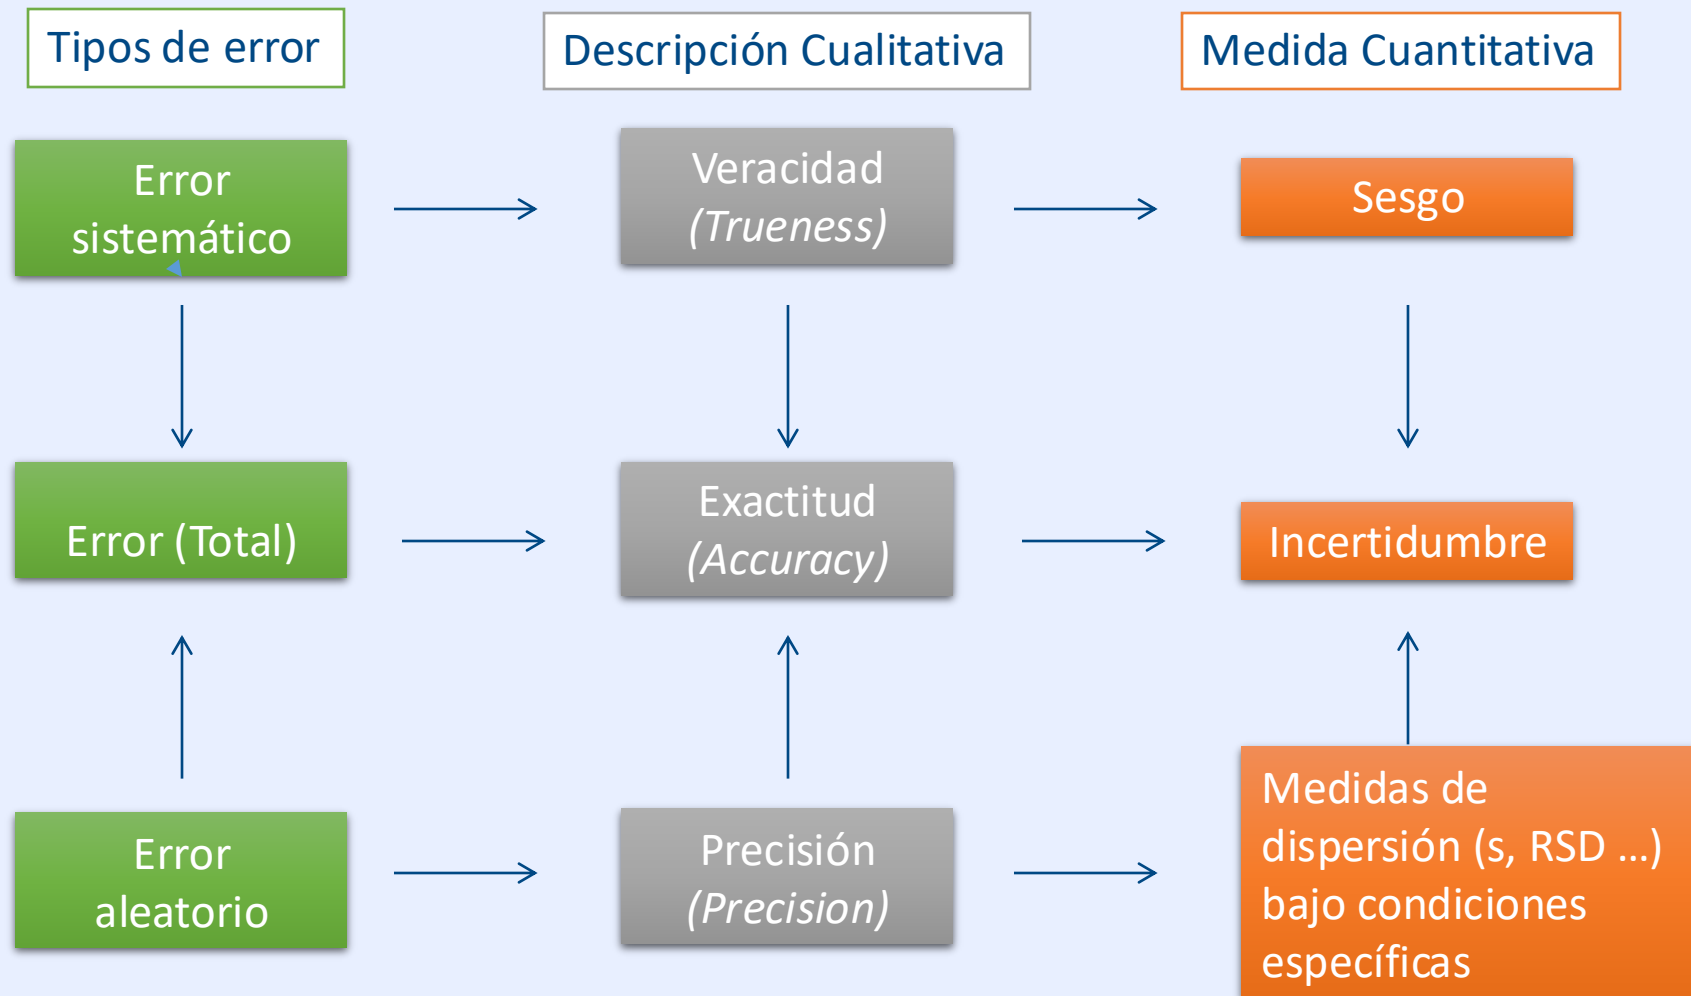 Tipos de error
Descripción Cualitativa
Medida Cuantitativa
Error
sistemático
Veracidad
(Trueness)
Sesgo
Error (Total)
Exactitud
(Accuracy)
Incertidumbre
Error
aleatorio
Precisión
(Precision)
Medidas de
dispersión (s, RSD ...)
bajo condiciones
específicas